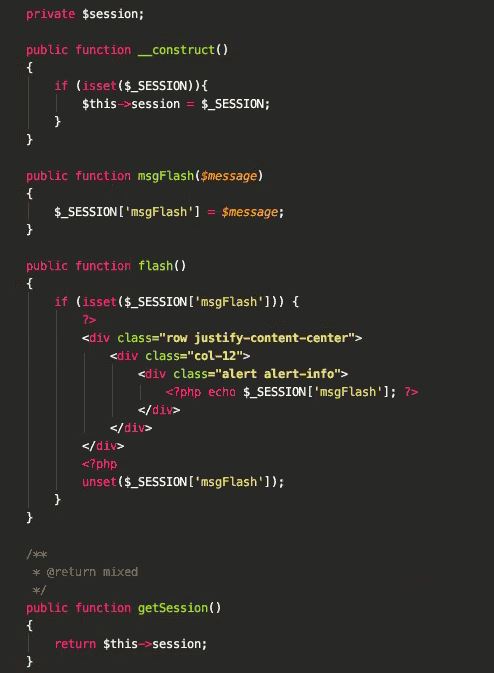 private $session;
public function __construct()
{
if (isset($_SESSION)){
$this->session = $_SESSION;
}
}
public function msgFlash($message)
{
$_SESSION['msgFlash'] = $message;
}
public function flash()
{
if (isset($_SESSION['msgFlash'])) {
?>
<div class="row justify-content-center">
<div class="col-12">
<div class="alert alert-info">
<?php echo $_SESSION['msgFlash']; ?>
</div>
</div>
</div>
<?php
unset($_SESSION['msgFlash']);
}
}
/**
* @return mixed
*/
public function getSession()
{
return $this->session;
}